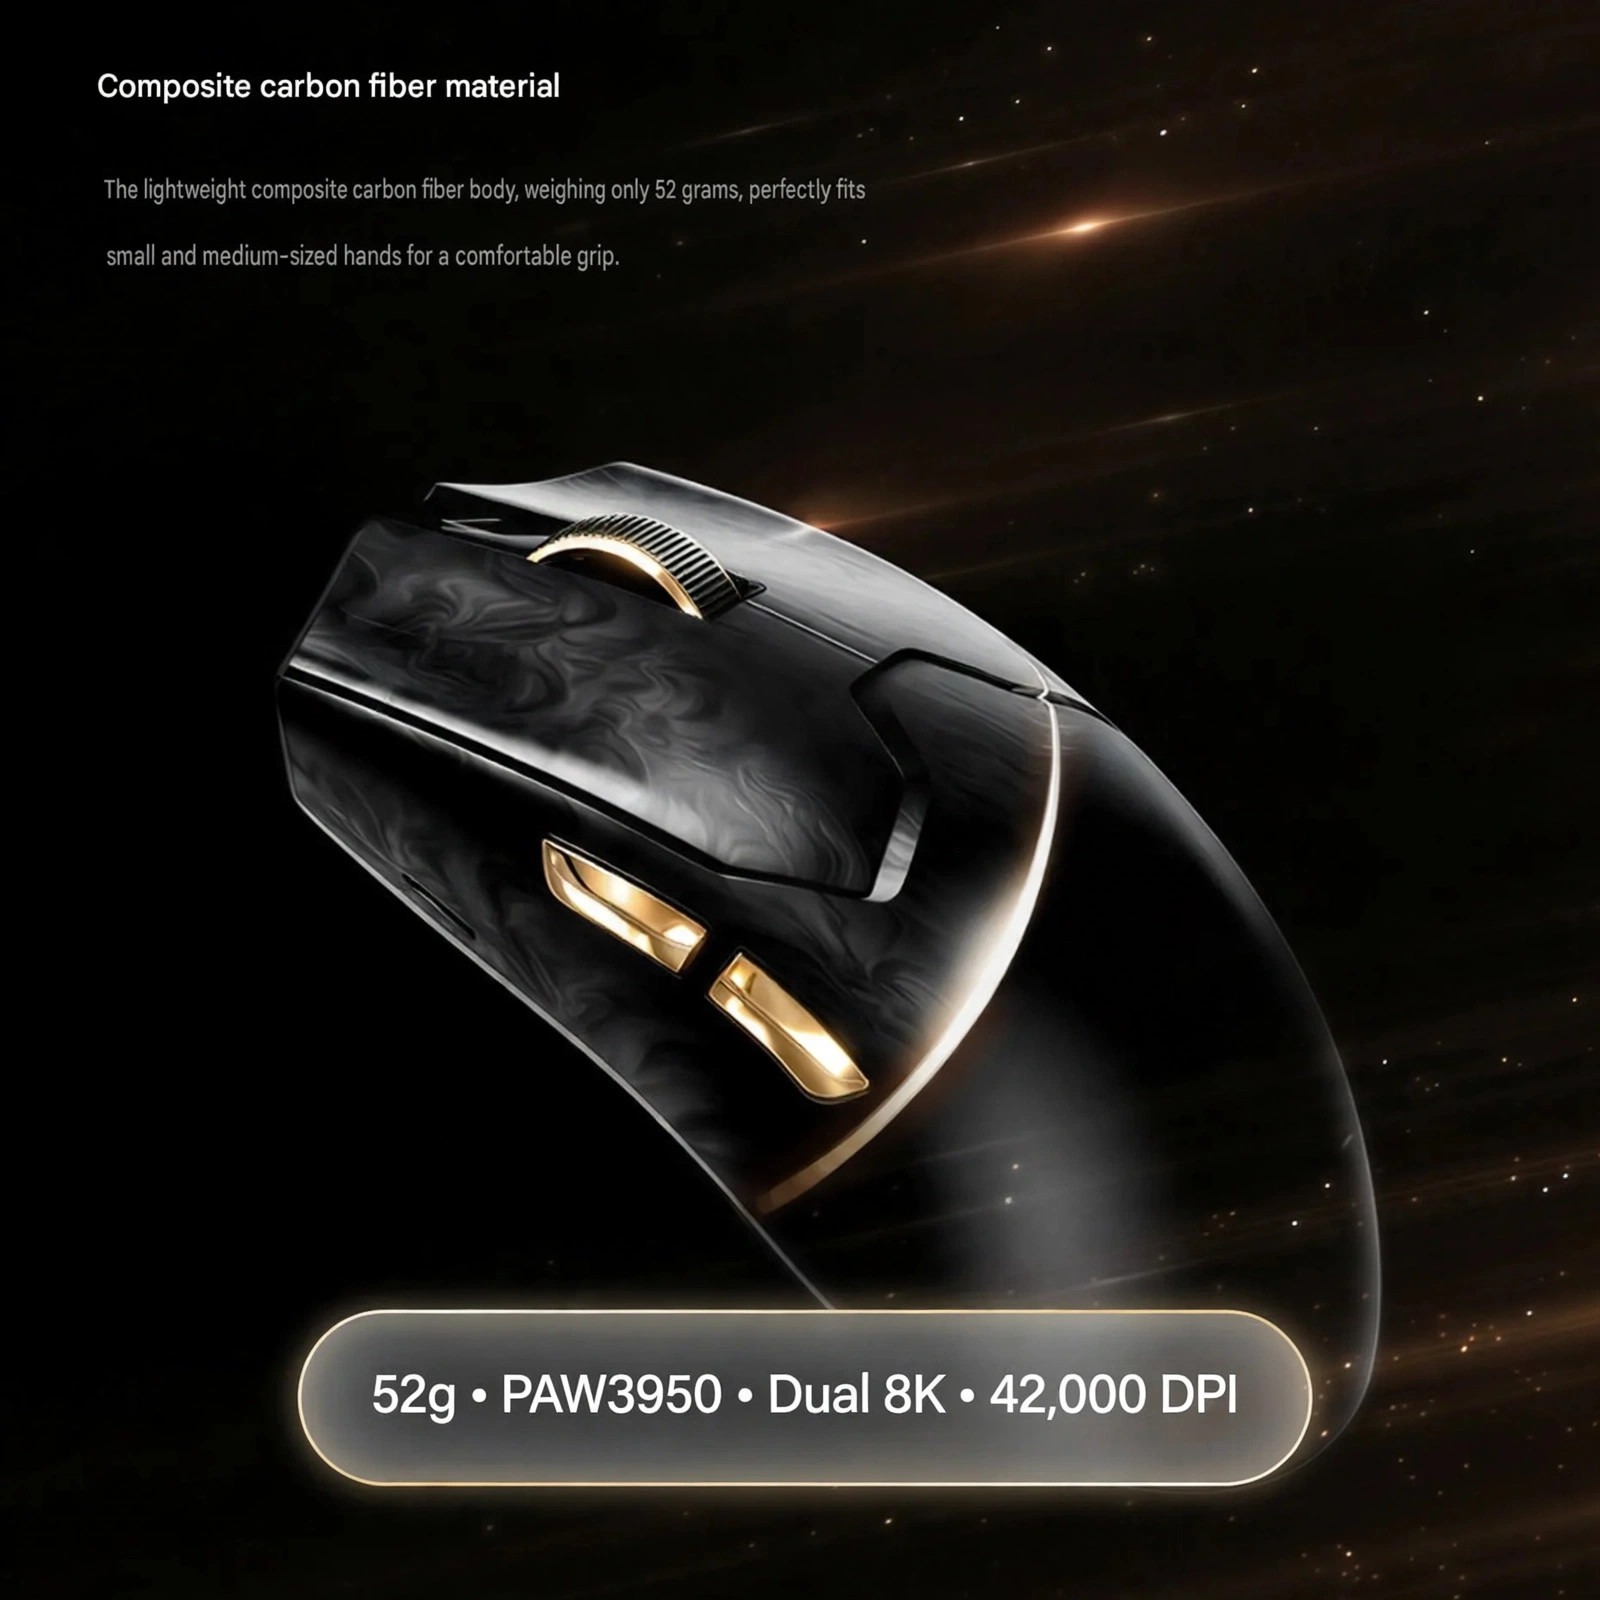 Composite carbon fiber material
The lightweight composite carbon fiber body, weighing only 52 grams, perfectly fits
small and medium-sized hands for a comfortable grip.
52g • PAW3950 • Dual 8K • 42,000 DPI